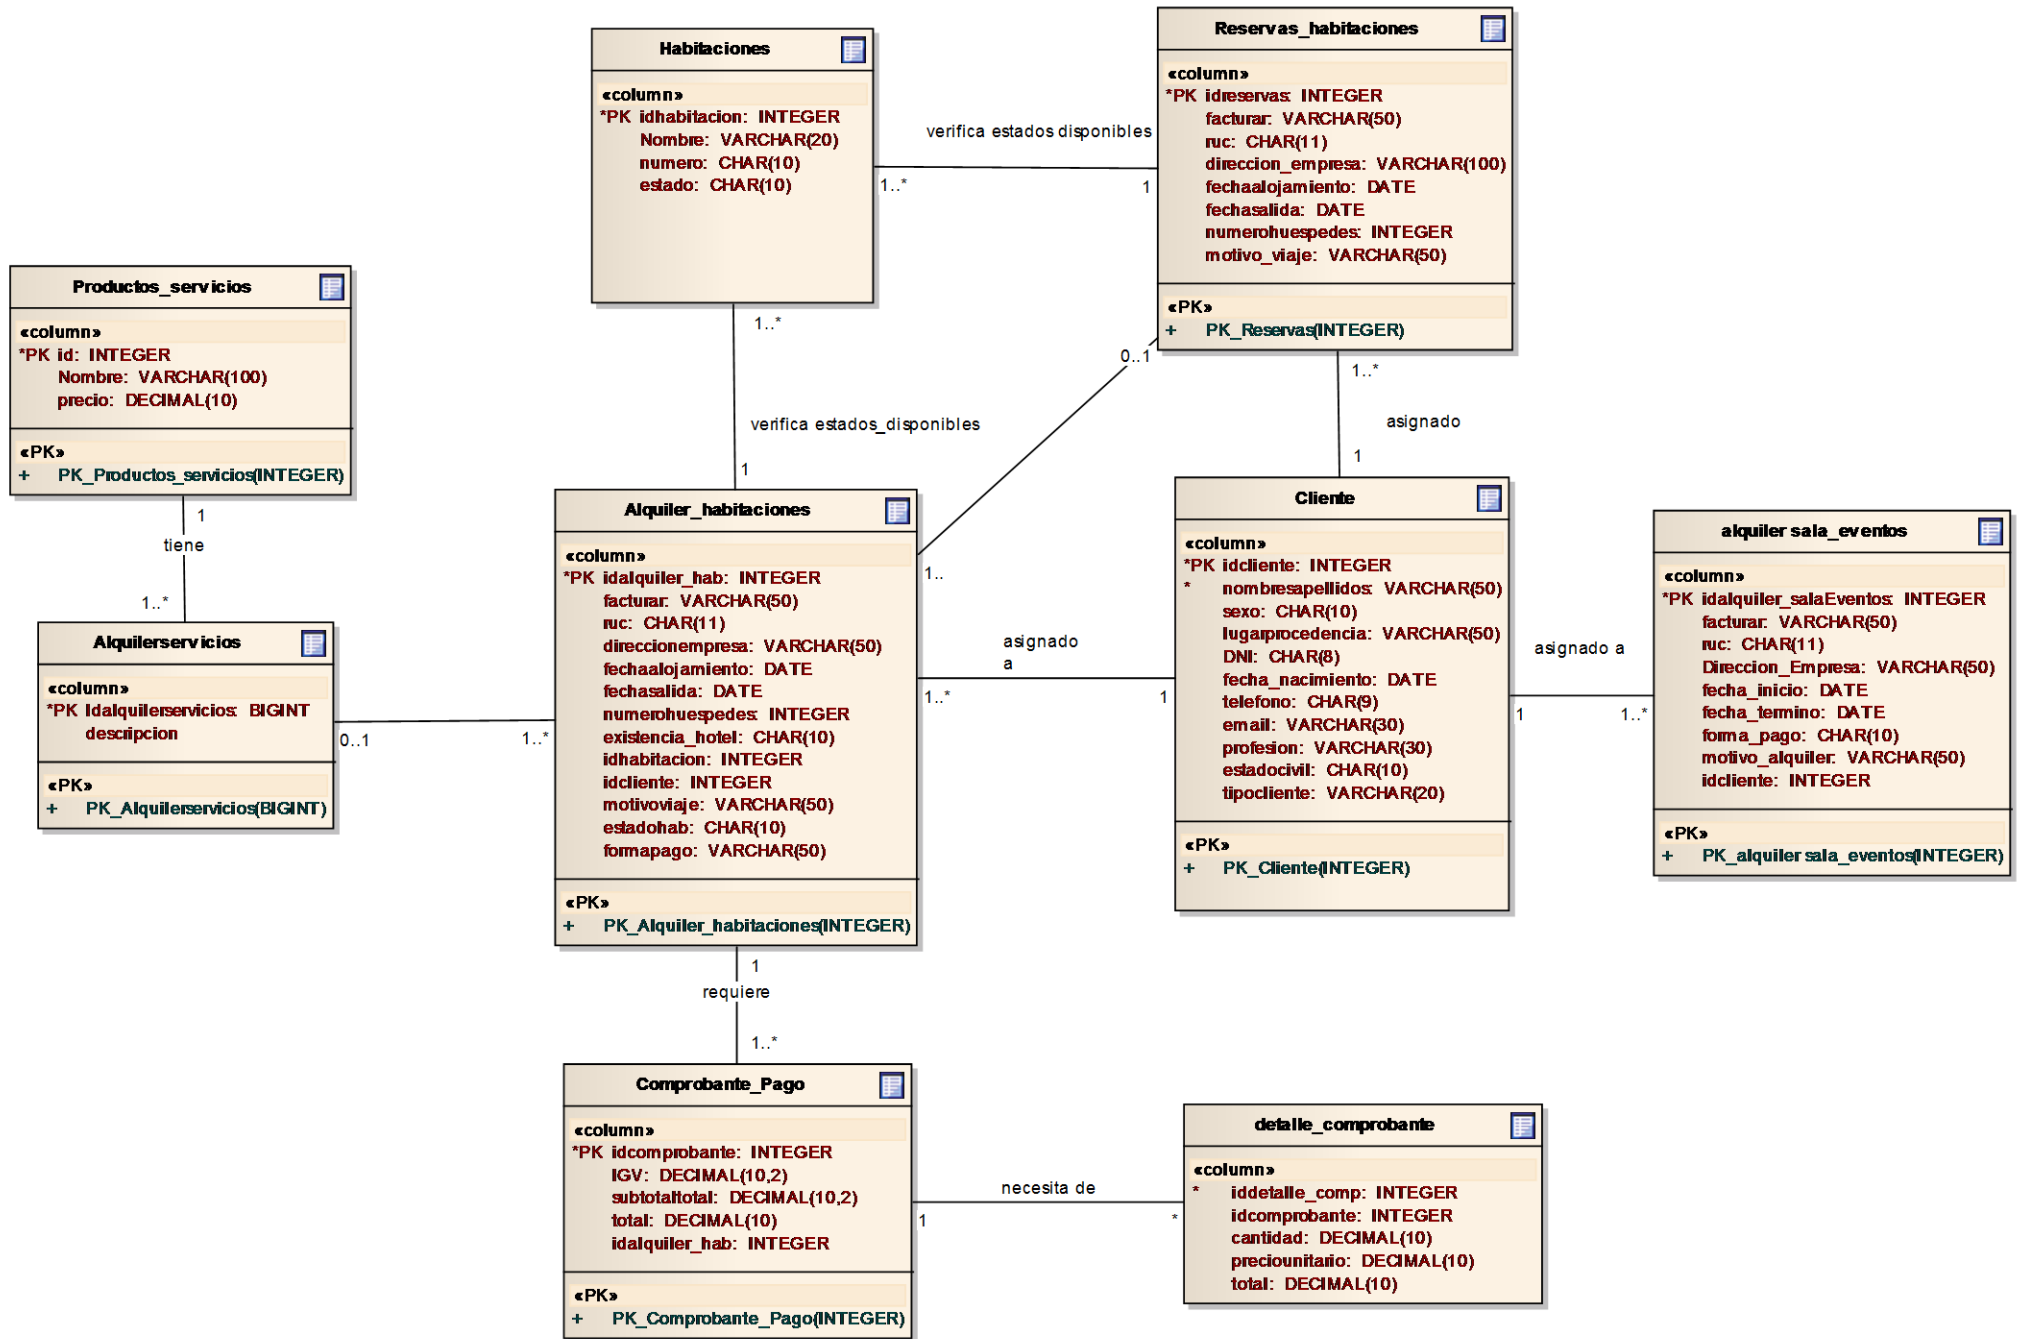 Habitaciones
«column»
*PK idhabitacion: INTEGER
Nombre: VARCHAR(20)
numero: CHAR(10)
estado: CHAR(10)
verifica estados disponibles
1..*
1
Reservas_habitaciones
«column»
*PK idreservas: INTEGER
facturar: VARCHAR(50)
ruc: CHAR(11)
direccion_empresa: VARCHAR(100)
fechaalojamiento: DATE
fechasalida: DATE
numerohuespedes: INTEGER
motivo_viaje: VARCHAR(50)
«PK»
+ PK_Reservas(INTEGER)
Productos_servicios
«column»
*PK id: INTEGER
Nombre: VARCHAR(100)
precio: DECIMAL(10)
«PK»
+ PK_Productos_servicios(INTEGER)
1
tiene
1..*
1..*
verifica estados_disponibles
1
0..1
1..
1..*
asignado
1
Alquilerservicios
«column»
*PK Idalquilerservicios: BIGINT
descripcion
«PK»
+ PK_Alquilerservicios(BIGINT)
0..1
1..*
Alquiler_habitaciones
«column»
*PK idalquiler_hab: INTEGER
facturar: VARCHAR(50)
ruc: CHAR(11)
direccionempresa: VARCHAR(50)
fechaalojamiento: DATE
fechasalida: DATE
numerohuespedes: INTEGER
existencia_hotel: CHAR(10)
idhabitacion: INTEGER
idcliente: INTEGER
motivoviaje: VARCHAR(50)
estadohab: CHAR(10)
formapago: VARCHAR(50)
«PK»
+ PK_Alquiler_habitaciones(INTEGER)
asignado
a
1..*
1
Cliente
«column»
*PK idcliente: INTEGER
* nombresapellidos: VARCHAR(50)
sexo: CHAR(10)
lugarprocedencia: VARCHAR(50)
DNI: CHAR(8)
fecha_nacimiento: DATE
telefono: CHAR(9)
email: VARCHAR(30)
profesion: VARCHAR(30)
estadocivil: CHAR(10)
tipocliente: VARCHAR(20)
«PK»
+ PK_Cliente(INTEGER)
asignado a
1
1..*
alquiler sala_eventos
«column»
*PK idalquiler_salaEventos: INTEGER
facturar: VARCHAR(50)
ruc: CHAR(11)
Direccion_Empresa: VARCHAR(50)
fecha_inicio: DATE
fecha_termino: DATE
forma_pago: CHAR(10)
motivo_alquiler: VARCHAR(50)
idcliente: INTEGER
«PK»
+ PK_alquiler sala_eventos(INTEGER)
1
requiere
1..*
Comprobante_Pago
«column»
*PK idcomprobante: INTEGER
IGV: DECIMAL(10,2)
subtotaltotal: DECIMAL(10,2)
total: DECIMAL(10)
idalquiler_hab: INTEGER
«PK»
+ PK_Comprobante_Pago(INTEGER)
necesita de
1
*
detalle_comprobante
«column»
* iddetalle_comp: INTEGER
idcomprobante: INTEGER
cantidad: DECIMAL(10)
preciounitario: DECIMAL(10)
total: DECIMAL(10)